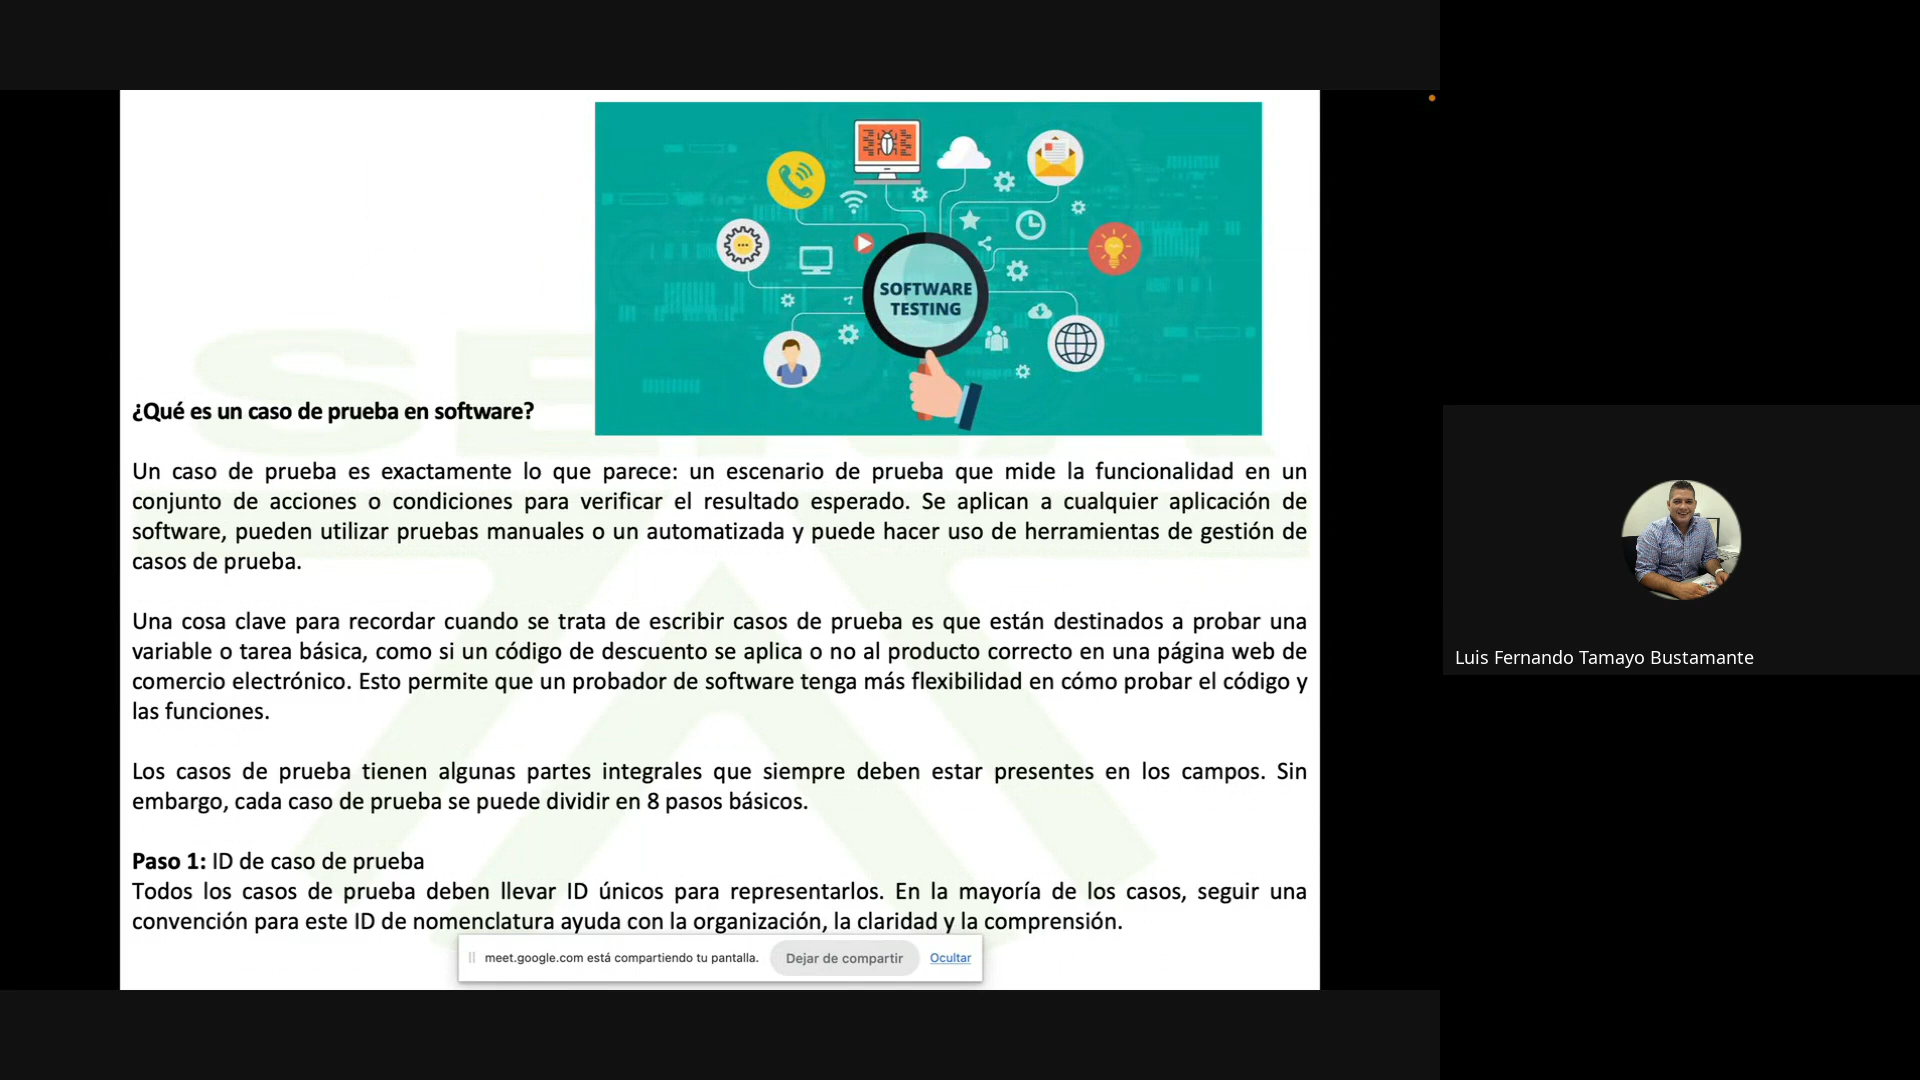 SOFTWARE
TESTING
¿Qué es un caso de prueba en software?
Un caso de prueba es exactamente lo que parece: un escenario de prueba que mide la funcionalidad en un
conjunto de acciones o condiciones para verificar el resultado esperado. Se aplican a cualquier aplicación de
software, pueden utilizar pruebas manuales o un automatizada y puede hacer uso de herramientas de gestión de
casos de prueba.
Una cosa clave para recordar cuando se trata de escribir casos de prueba es que están destinados a probar una
variable o tarea básica, como si un código de descuento se aplica o no al producto correcto en una página web de
comercio electrónico. Esto permite que un probador de software tenga más flexibilidad en cómo probar el código y
las funciones.
Los casos de prueba tienen algunas partes integrales que siempre deben estar presentes en los campos. Sin
embargo, cada caso de prueba se puede dividir en 8 pasos básicos.
Paso 1: ID de caso de prueba
Todos los casos de prueba deben llevar ID únicos para representarlos. En la mayoría de los casos, seguir una
convención para este ID de nomenclatura ayuda con la organización, la claridad y la comprensión.
meet.google.com está compartiendo tu pantalla. Dejar de compartir Ocultar
Luis Fernando Tamayo Bustamante